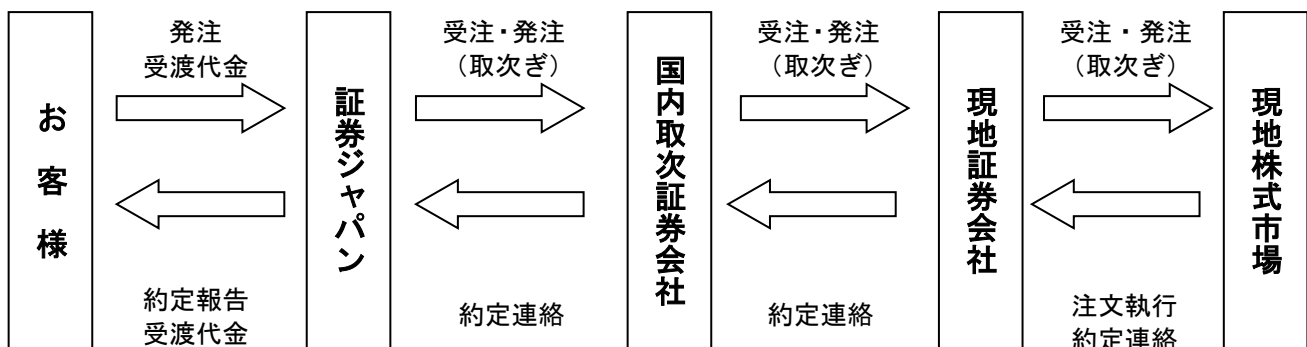 お客様
発注
受渡代金
約定報告
受渡代金
証券ジャパン
受注・発注
（取次ぎ）
約定連絡
国内取次証券会社
受注・発注
（取次ぎ）
約定連絡
現地証券会社
受注・発注
（取次ぎ）
注文執行
約定連絡
現地株式市場